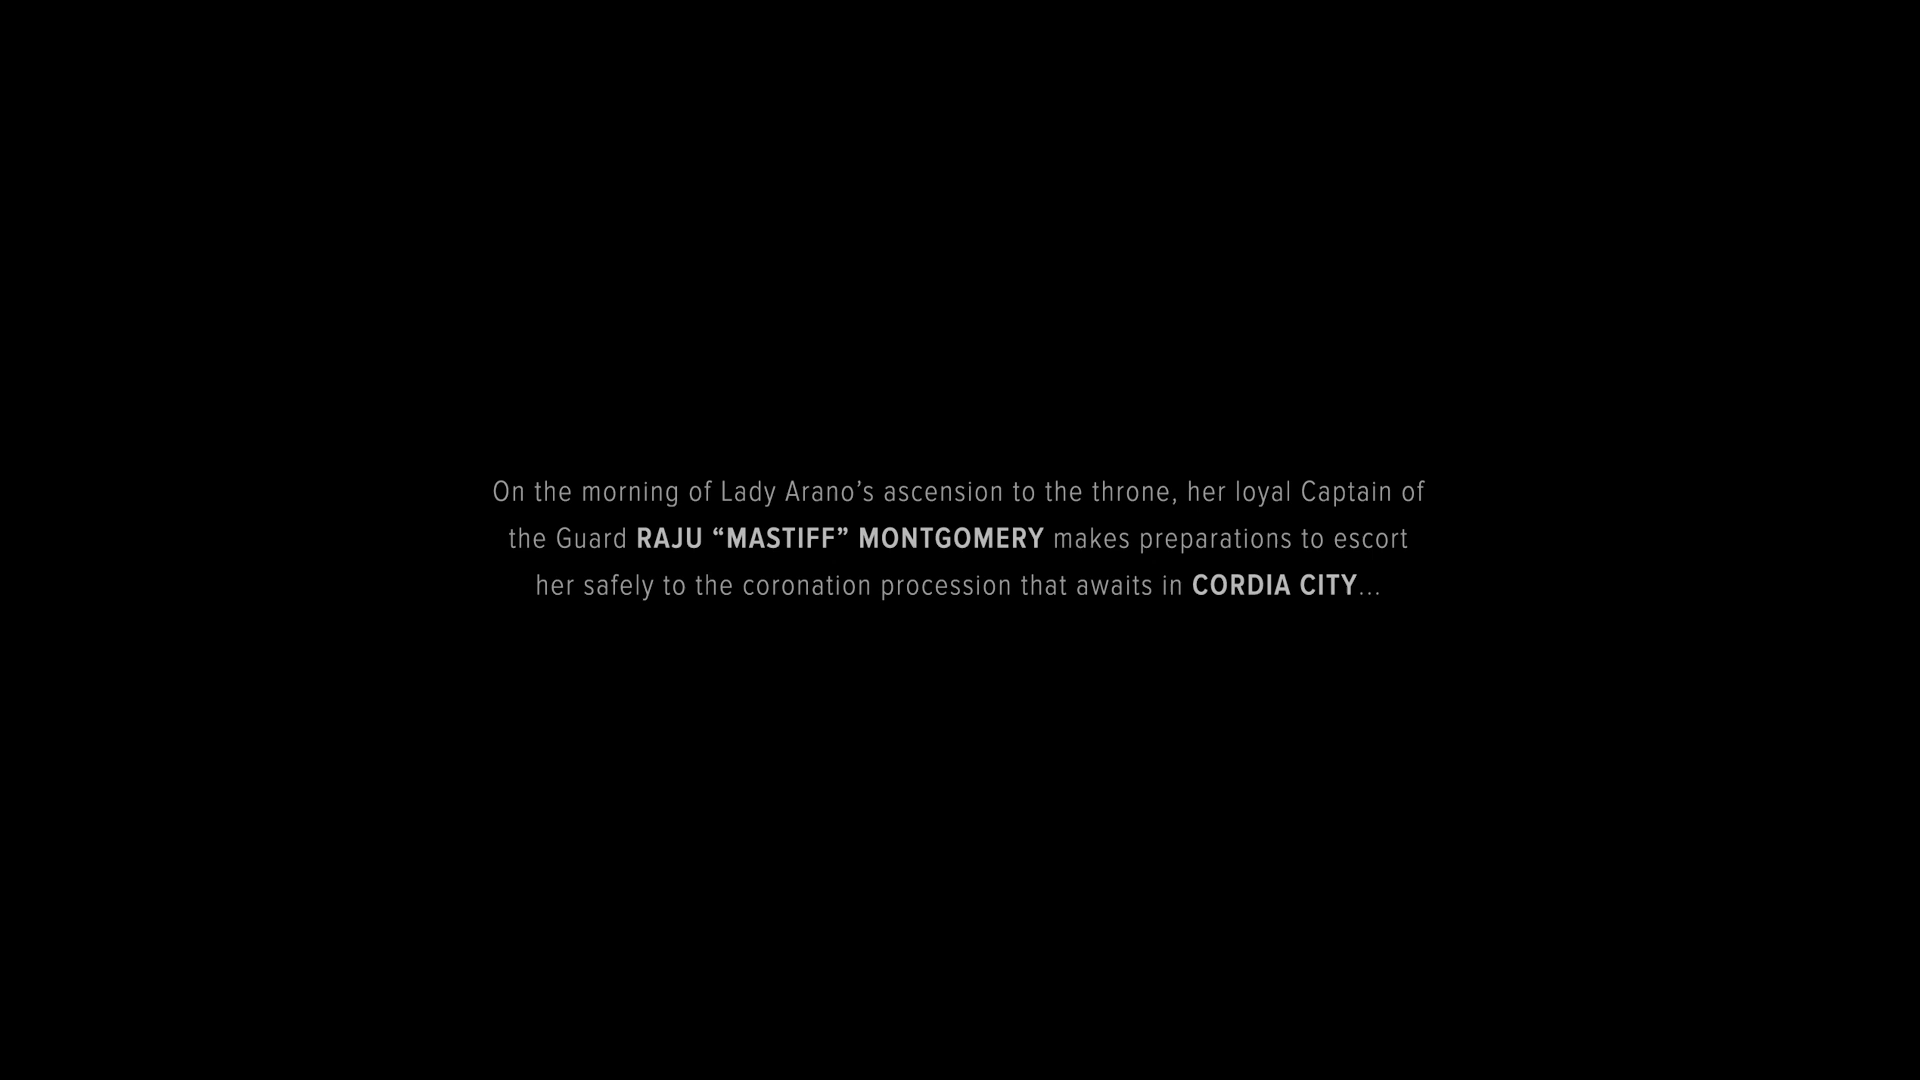 On the morning of Lady Arano’s ascension to the throne, her loyal Captain of
the Guard RAJU “MASTIFF” MONTGOMERY makes preparations to escort
her safely to the coronation procession that awaits in CORDIA CITY...